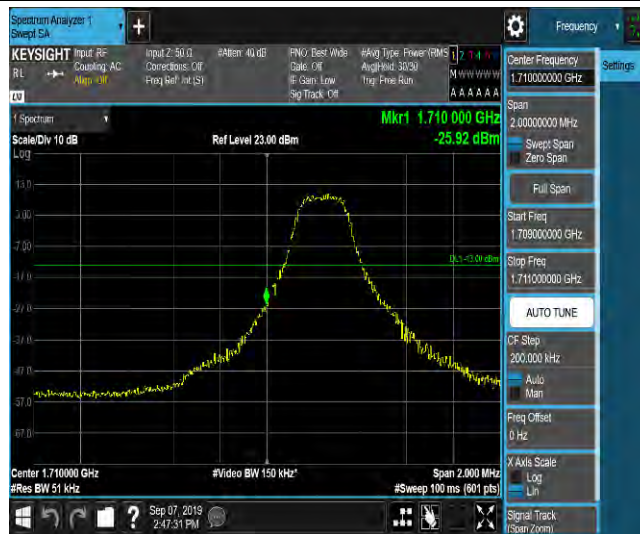 Spectrum Analyzer 1
Swept SA
Frequency
KEYSIGHT
RL
Input: RF
Coupling: AC
Align: Off
Input Z: 50 Ω
Corrections: Off
Freq Ref: Int (S)
#Atten: 40 dB
PNO: Best Wide
Gate: Off
IF Gain: Low
Sig Track: Off
#Avg Type: Power (RMS
Avg|Hold: 30/30
Trig: Free Run
M W W W W W
A A A A A A
1 Spectrum
Scale/Div 10 dB
Log
Ref Level 23.00 dBm
Mkr1 1.710 000 GHz
-25.92 dBm
13.0
3.00
-7.00
DL1 -13.00 dBm
-17.0
-27.0
-37.0
-47.0
-57.0
-67.0
1
Center 1.710000 GHz
#Video BW 150 kHz*
Span 2.000 MHz
#Res BW 51 kHz
#Sweep 100 ms (601 pts)
Sep 07, 2019
2:47:31 PM
?
Center Frequency
1.710000000 GHz
Settings
Span
2.00000000 MHz
Swept Span
Zero Span
Full Span
Start Freq
1.709000000 GHz
Stop Freq
1.711000000 GHz
AUTO TUNE
CF Step
200.000 kHz
Auto
Man
Freq Offset
0 Hz
X Axis Scale
Log
Lin
Signal Track
(Span Zoom)